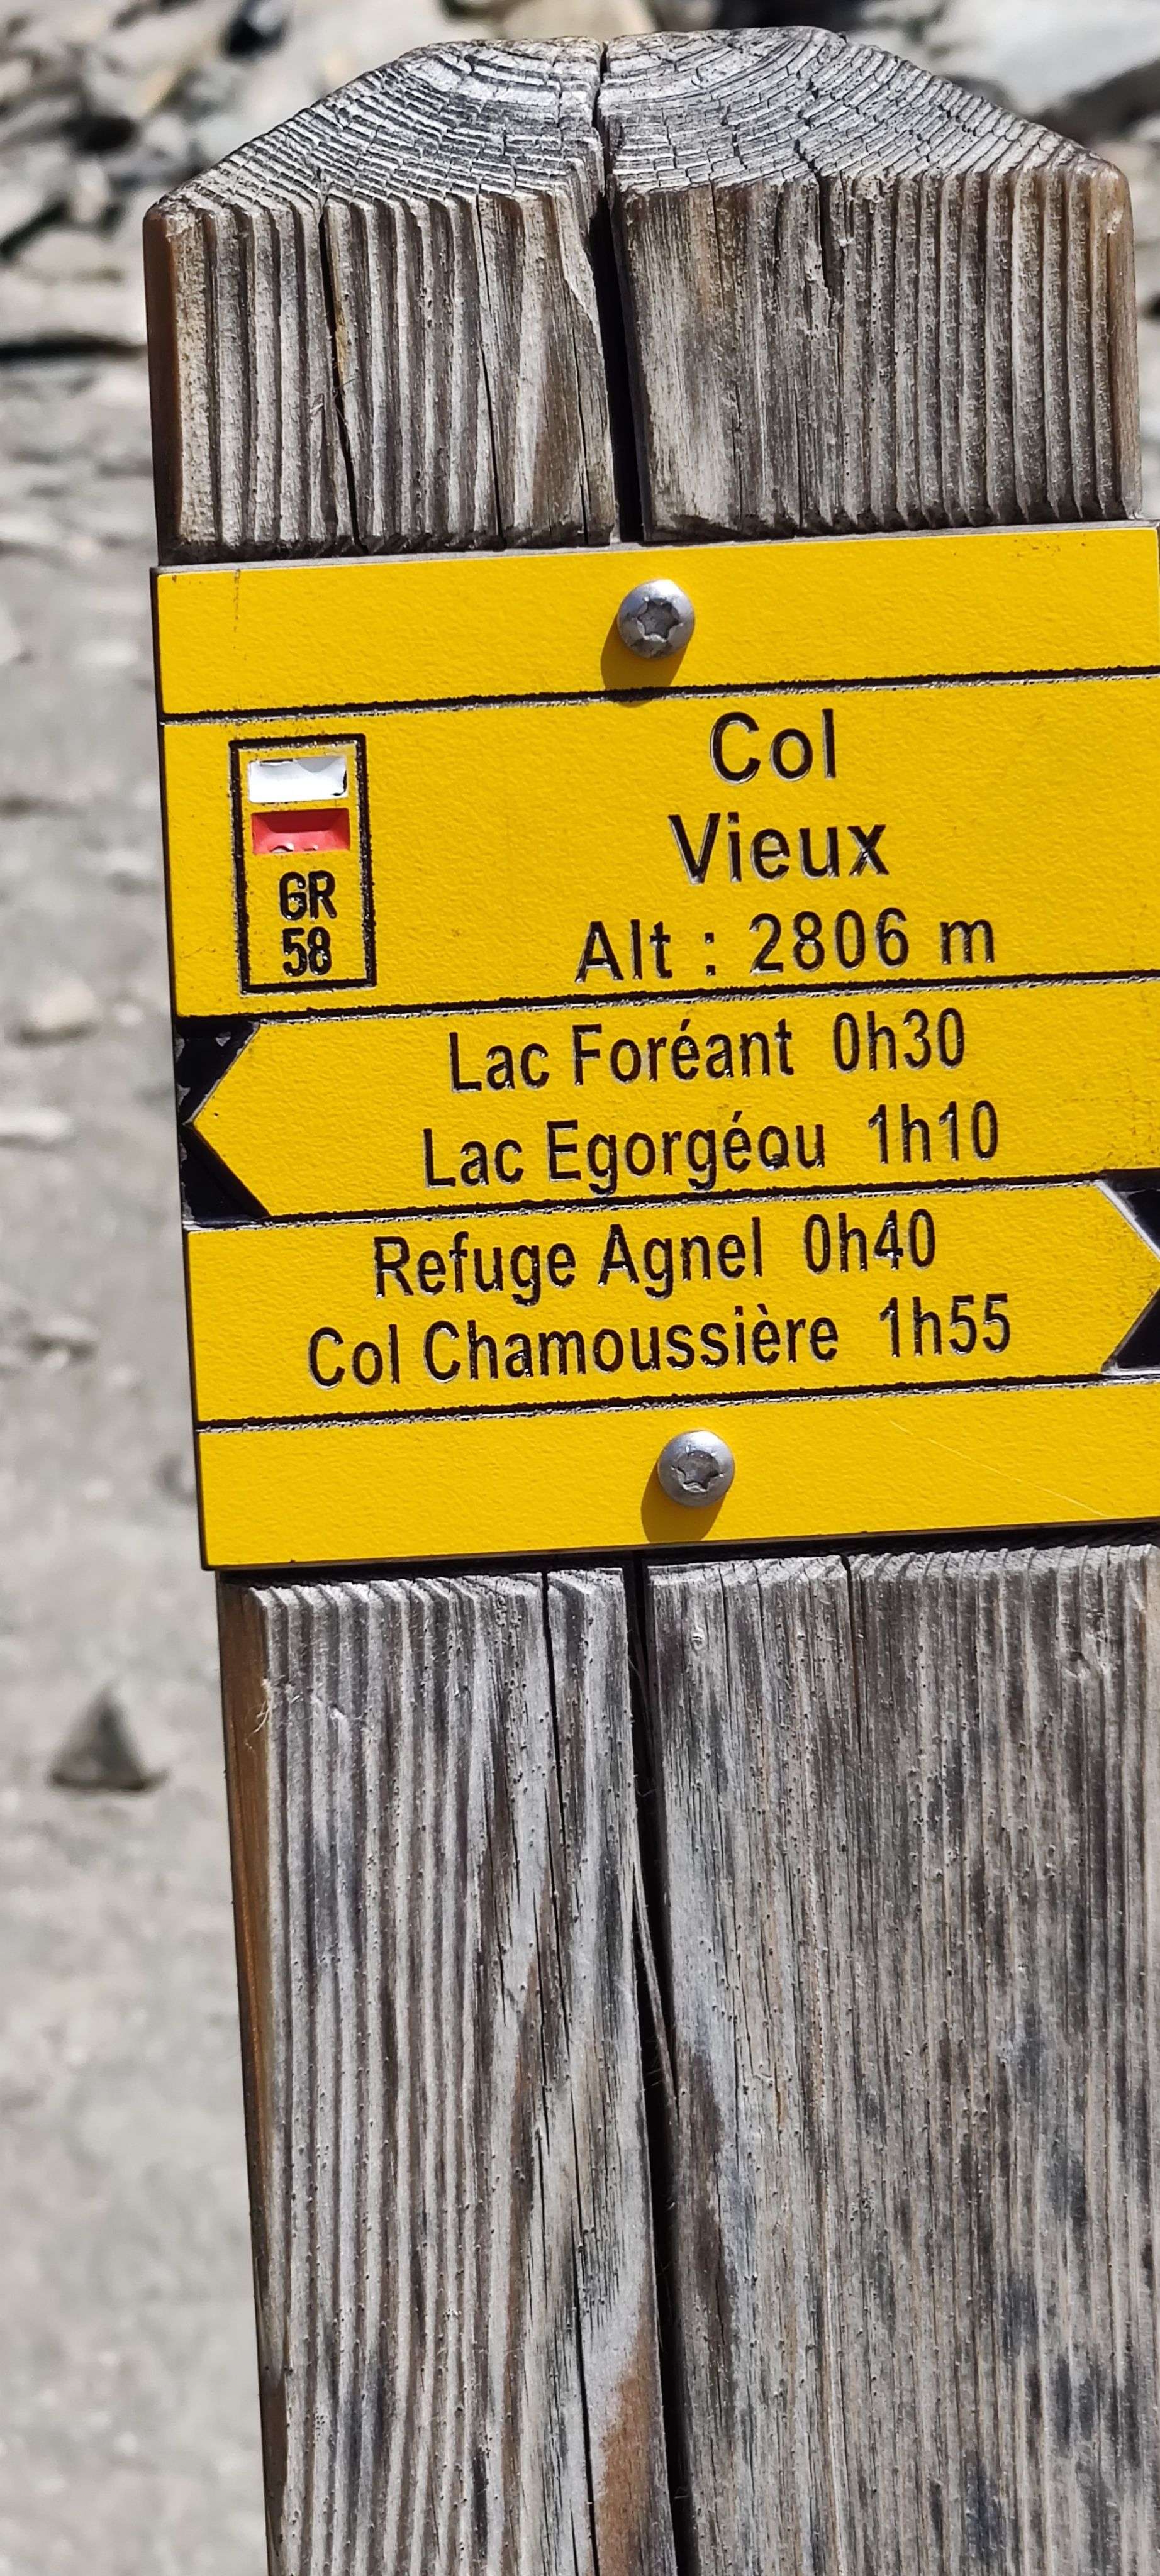 Col
Vieux
Alt : 2806 m
GR
58
Lac Foréant 0h30
Lac Egorgéou 1h10
Refuge Agnel 0h40
Col Chamoussière 1h55